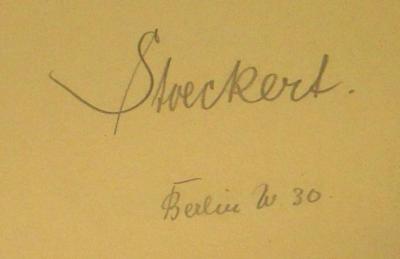 Stoeckert.
Berlin W 30.